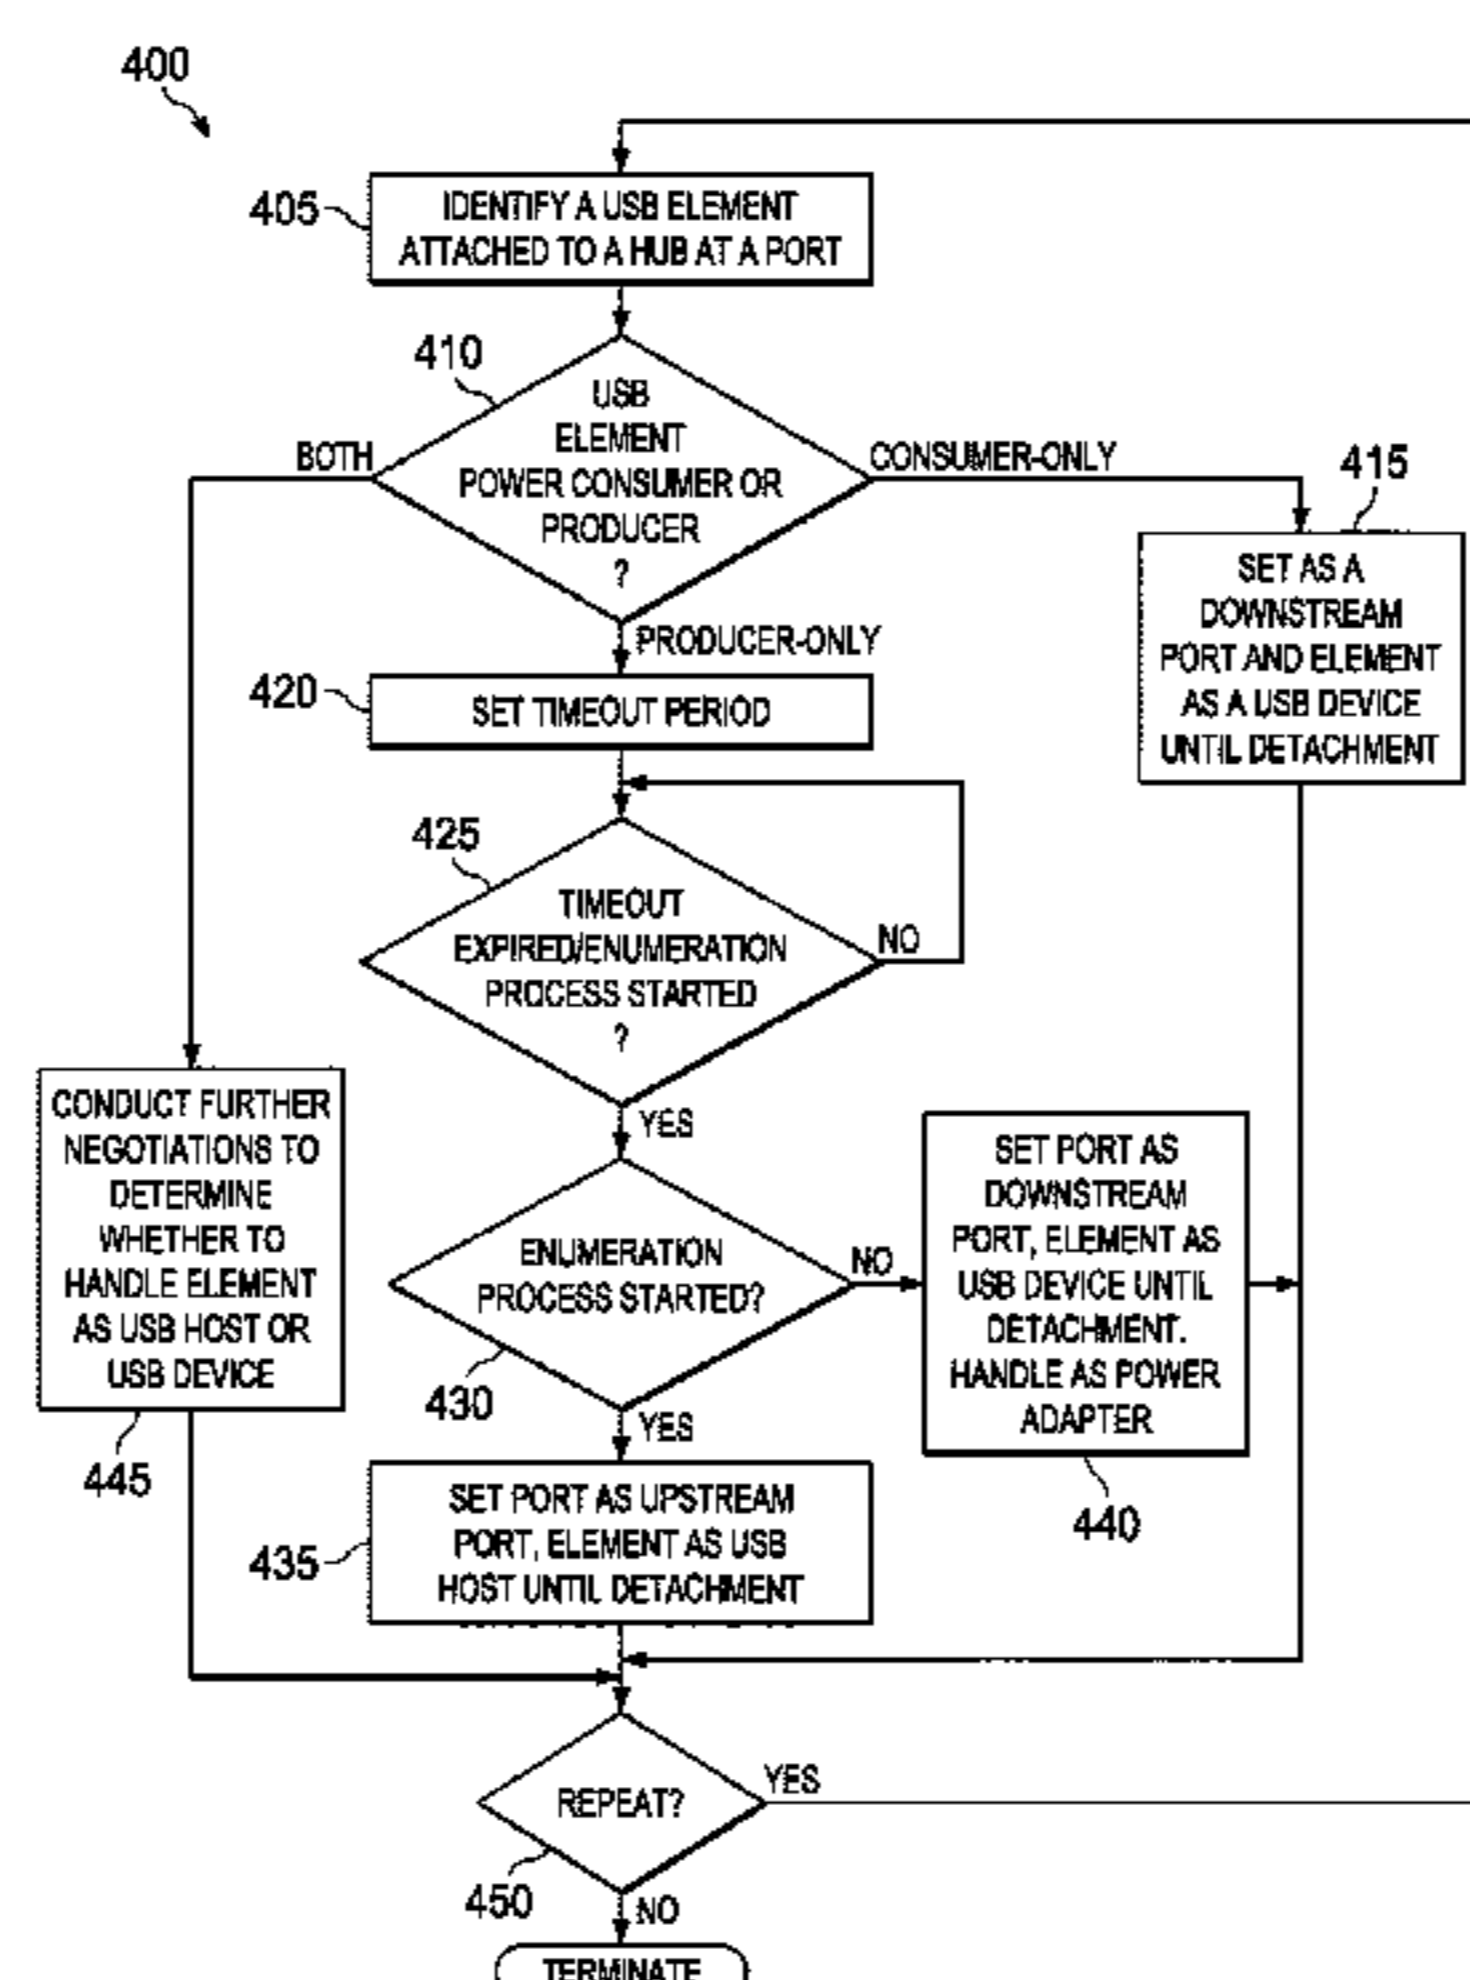 400
405
IDENTIFY A USB ELEMENT
ATTACHED TO A HUB AT A PORT
410
USB
ELEMENT
POWER CONSUMER OR
PRODUCER
?
BOTH
CONSUMER-ONLY
415
SET AS A
DOWNSTREAM
PORT AND ELEMENT
AS A USB DEVICE
UNTIL DETACHMENT
PRODUCER-ONLY
420
SET TIMEOUT PERIOD
425
TIMEOUT
EXPIRED/ENUMERATION
PROCESS STARTED
?
NO
YES
CONDUCT FURTHER
NEGOTIATIONS TO
DETERMINE
WHETHER TO
HANDLE ELEMENT
AS USB HOST OR
USB DEVICE
445
ENUMERATION
PROCESS STARTED?
430
NO
SET PORT AS
DOWNSTREAM
PORT, ELEMENT AS
USB DEVICE UNTIL
DETACHMENT.
HANDLE AS POWER
ADAPTER
440
YES
435
SET PORT AS UPSTREAM
PORT, ELEMENT AS USB
HOST UNTIL DETACHMENT
REPEAT?
YES
450
NO
TERMINATE